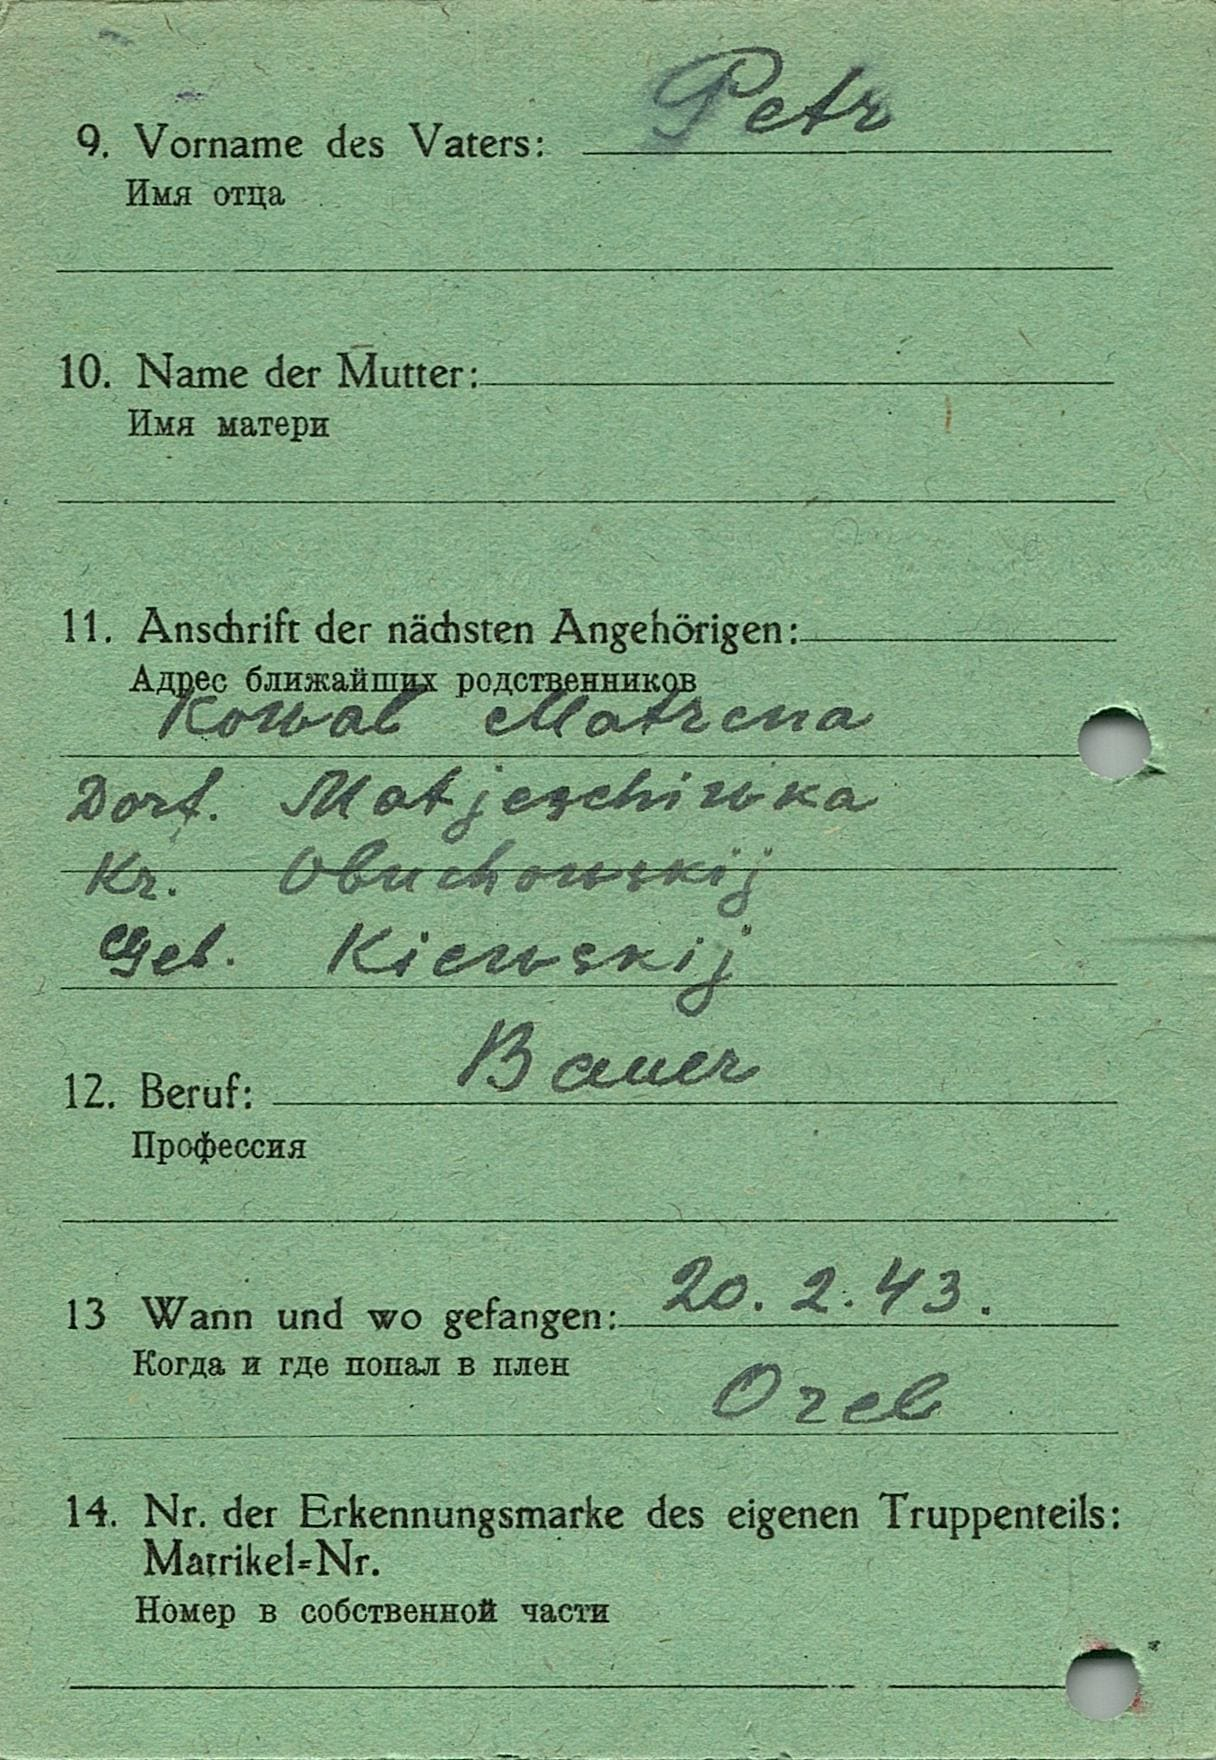 9. Vorname des Vaters: Petr
Имя отца
10. Name der Mutter:
Имя матери
11. Anschrift der nächsten Angehörigen:
Адрес ближайших родственников
Kowal Matrena
Dorf. Matjeschiwka
Kr. Obuchowskij
Geb. Kiewskij
12. Beruf: Bauer
Профессия
13 Wann und wo gefangen: 20. 2. 43.
Когда и где попал в плен
Orel
14. Nr. der Erkennungsmarke des eigenen Truppenteils:
Matrikel=Nr.
Номер в собственной части